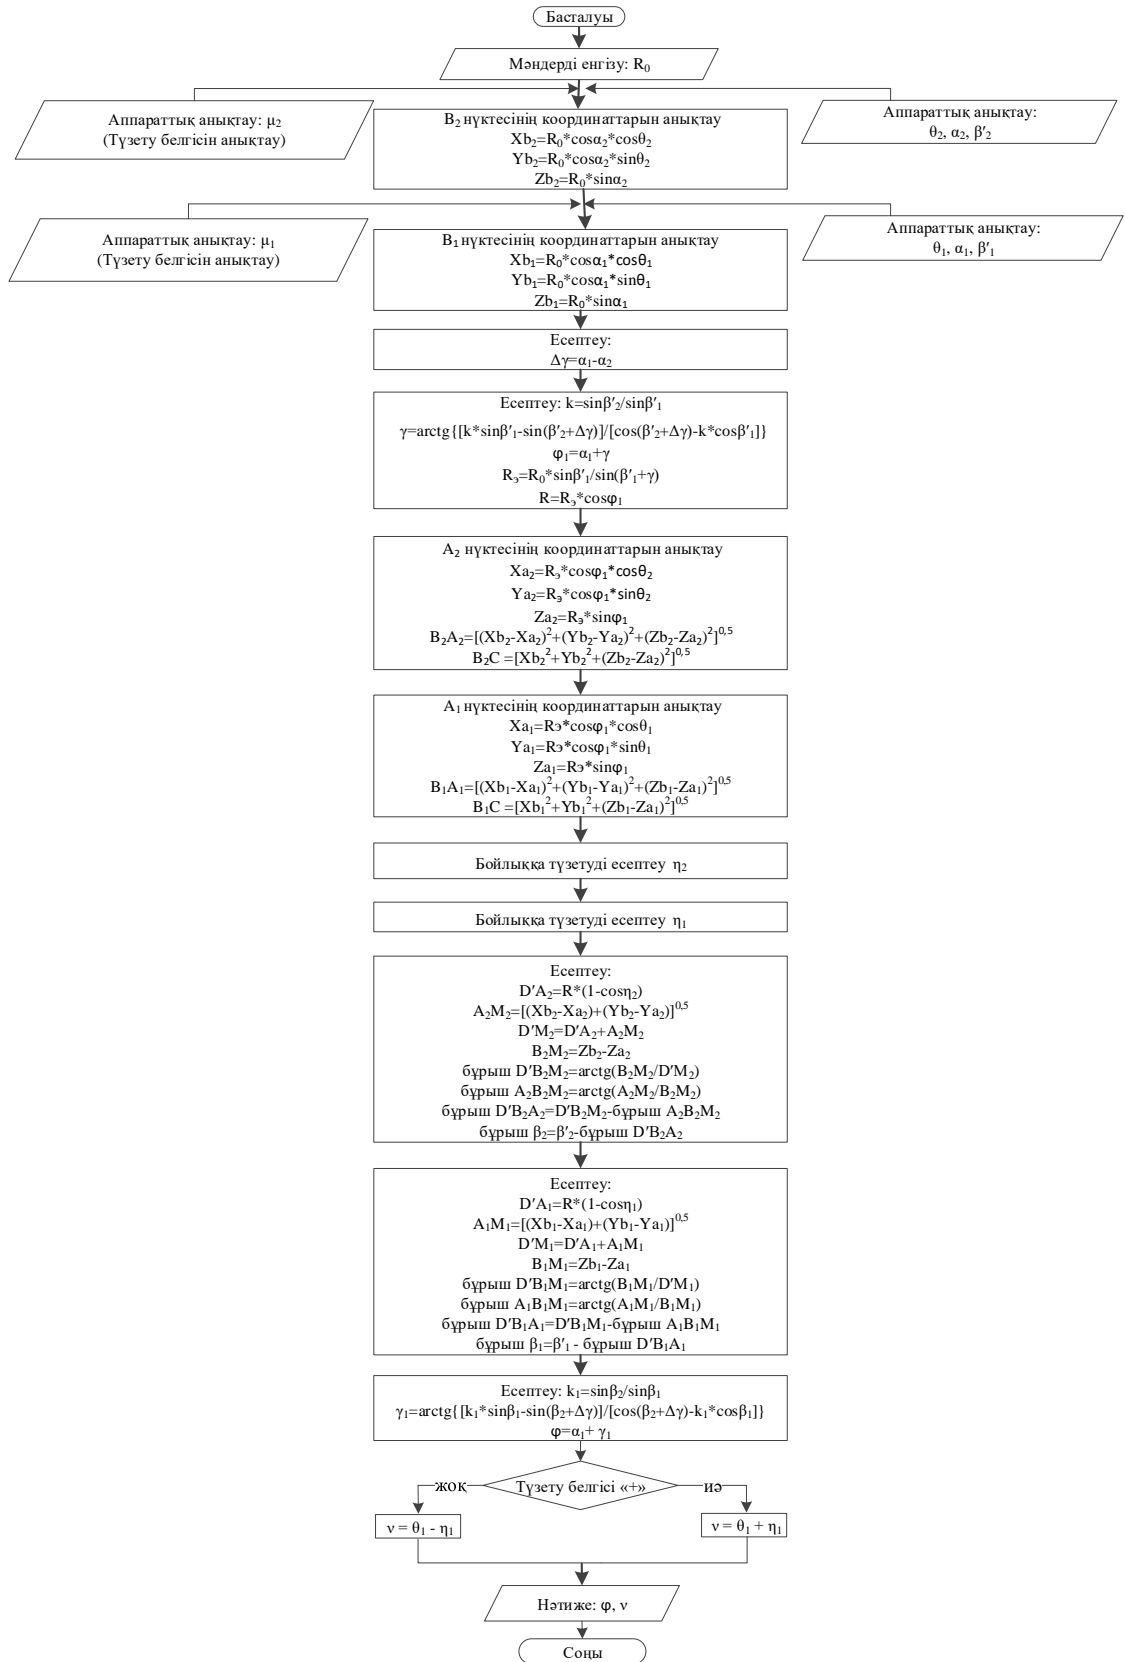 Басталуы
Мәндерді енгізу: R₀
Аппараттық анықтау: μ₂
(Түзету белгісін анықтау)
Аппараттық анықтау:
θ₂, α₂, β′₂
B₂ нүктесінің координаттарын анықтау
Xb₂=R₀*cosα₂*cosθ₂
Yb₂=R₀*cosα₂*sinθ₂
Zb₂=R₀*sinα₂
Аппараттық анықтау: μ₁
(Түзету белгісін анықтау)
Аппараттық анықтау:
θ₁, α₁, β′₁
B₁ нүктесінің координаттарын анықтау
Xb₁=R₀*cosα₁*cosθ₁
Yb₁=R₀*cosα₁*sinθ₁
Zb₁=R₀*sinα₁
Есептеу:
Δγ=α₁-α₂
Есептеу: k=sinβ′₂/sinβ′₁
γ=arctg{[k*sinβ′₁-sin(β′₂+Δγ)]/[cos(β′₂+Δγ)-k*cosβ′₁]}
φ₁=α₁+γ
Rₑ=R₀*sinβ′₁/sin(β′₁+γ)
R=Rₑ*cosφ₁
A₂ нүктесінің координаттарын анықтау
Xa₂=Rₑ*cosφ₁*cosθ₂
Ya₂=Rₑ*cosφ₁*sinθ₂
Za₂=Rₑ*sinφ₁
B₂A₂=[(Xb₂-Xa₂)²+(Yb₂-Ya₂)²+(Zb₂-Za₂)²]⁰,⁵
B₂C =[Xb₂²+Yb₂²+(Zb₂-Za₂)²]⁰,⁵
A₁ нүктесінің координаттарын анықтау
Xa₁=Rэ*cosφ₁*cosθ₁
Ya₁=Rэ*cosφ₁*sinθ₁
Za₁=Rэ*sinφ₁
B₁A₁=[(Xb₁-Xa₁)²+(Yb₁-Ya₁)²+(Zb₁-Za₁)²]⁰,⁵
B₁C =[Xb₁²+Yb₁²+(Zb₁-Za₁)²]⁰,⁵
Бойлыққа түзетуді есептеу η₂
Бойлыққа түзетуді есептеу η₁
Есептеу:
D′A₂=R*(1-cosη₂)
A₂M₂=[(Xb₂-Xa₂)+(Yb₂-Ya₂)]⁰,⁵
D′M₂=D′A₂+A₂M₂
B₂M₂=Zb₂-Za₂
бұрыш D′B₂M₂=arctg(B₂M₂/D′M₂)
бұрыш A₂B₂M₂=arctg(A₂M₂/B₂M₂)
бұрыш D′B₂A₂=D′B₂M₂-бұрыш A₂B₂M₂
бұрыш β₂=β′₂-бұрыш D′B₂A₂
Есептеу:
D′A₁=R*(1-cosη₁)
A₁M₁=[(Xb₁-Xa₁)+(Yb₁-Ya₁)]⁰,⁵
D′M₁=D′A₁+A₁M₁
B₁M₁=Zb₁-Za₁
бұрыш D′B₁M₁=arctg(B₁M₁/D′M₁)
бұрыш A₁B₁M₁=arctg(A₁M₁/B₁M₁)
бұрыш D′B₁A₁=D′B₁M₁-бұрыш A₁B₁M₁
бұрыш β₁=β′₁ - бұрыш D′B₁A₁
Есептеу: k₁=sinβ₂/sinβ₁
γ₁=arctg{[k₁*sinβ₁-sin(β₂+Δγ)]/[cos(β₂+Δγ)-k₁*cosβ₁]}
φ=α₁+ γ₁
жоқ
Түзету белгісі «+»
иә
ν = θ₁ - η₁
ν = θ₁ + η₁
Нәтиже: φ, ν
Соңы